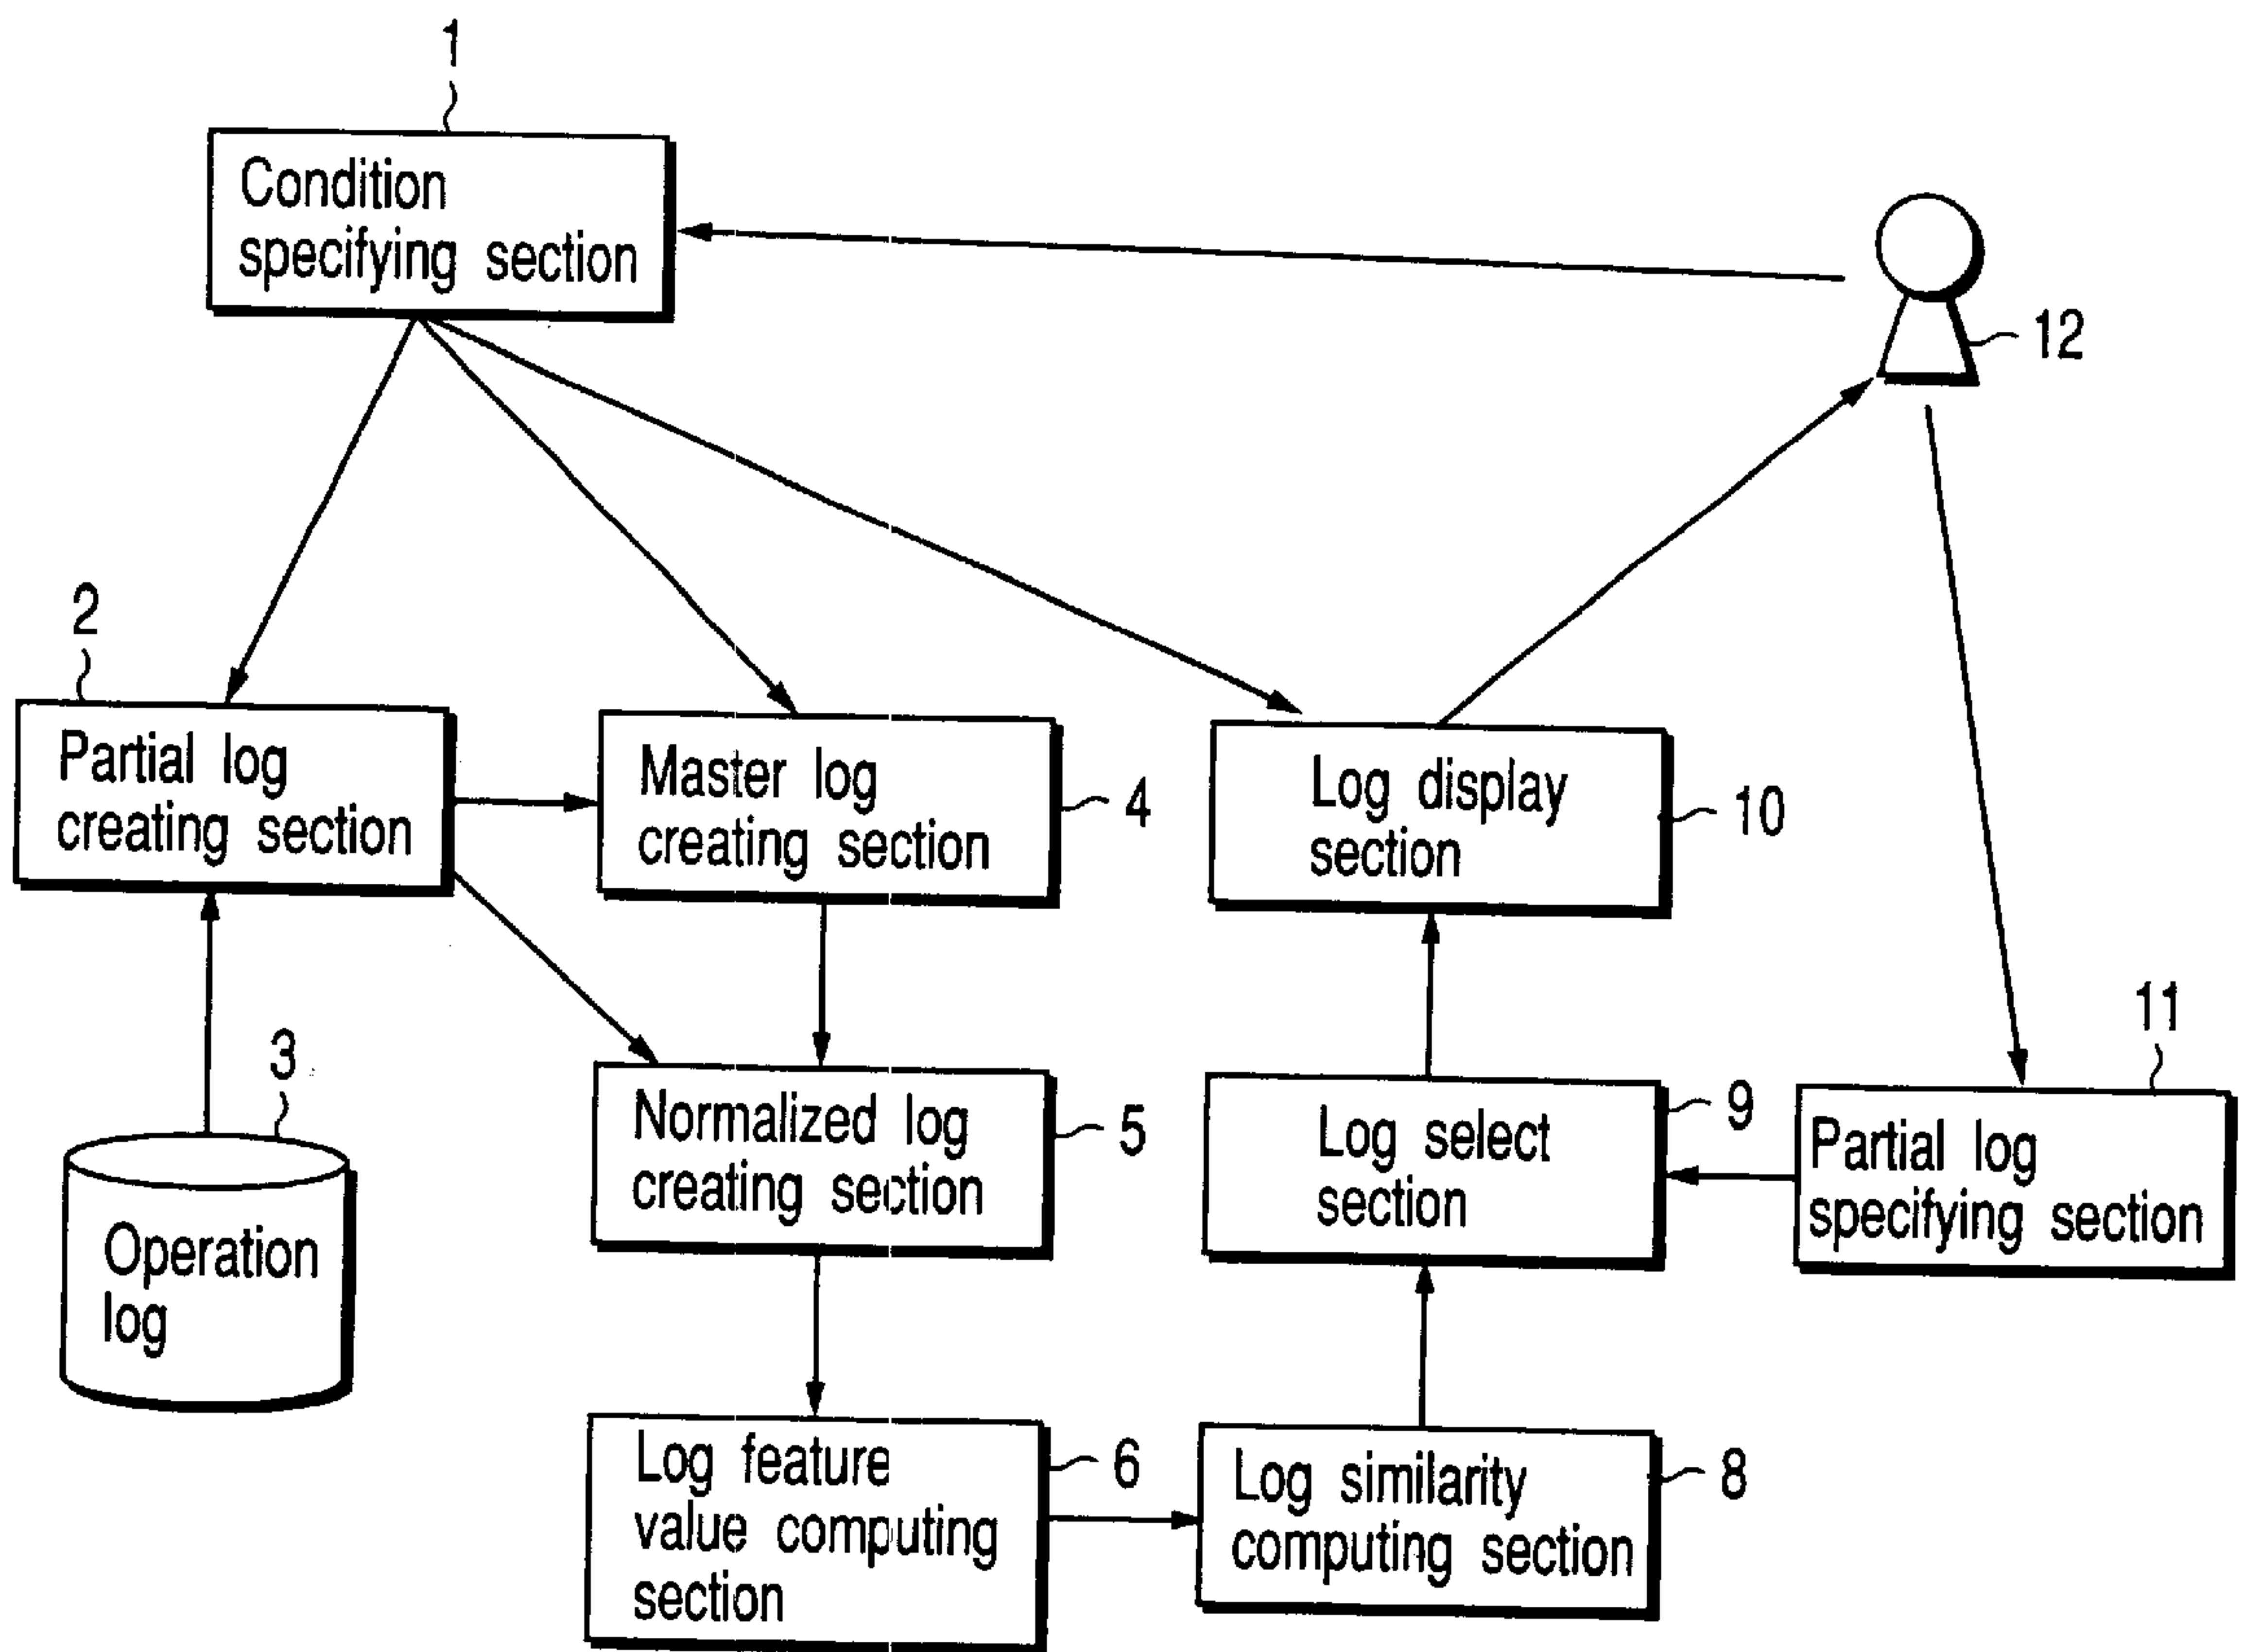 1
Condition
specifying section
12
2
Partial log
creating section
Master log
creating section
4
Log display
section
10
3
Operation
log
Normalized log
creating section
5
Log select
section
9
11
Partial log
specifying section
Log feature
value computing
section
6
Log similarity
computing section
8